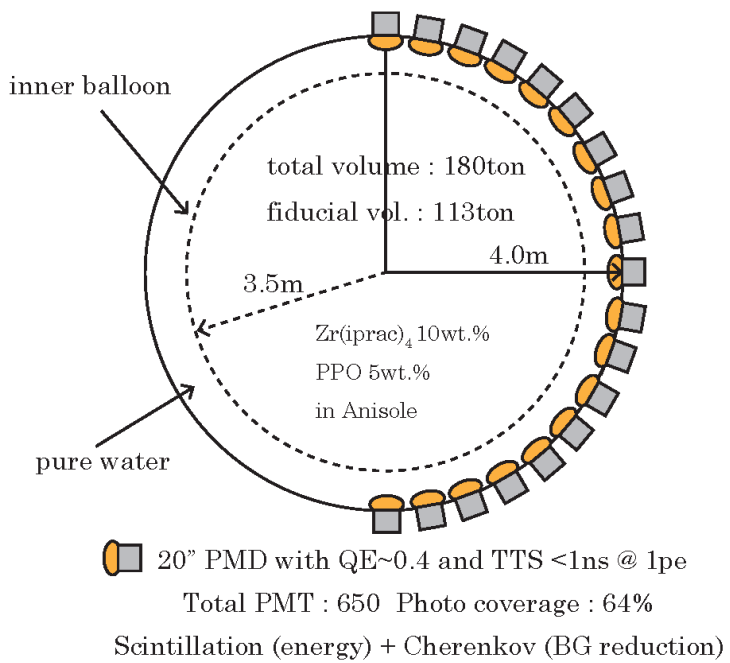 inner balloon
total volume : 180ton
fiducial vol. : 113ton
4.0m
3.5m
Zr(iprac)₄ 10wt.%
PPO 5wt.%
in Anisole
pure water
20” PMD with QE~0.4 and TTS <1ns @ 1pe
Total PMT : 650 Photo coverage : 64%
Scintillation (energy) + Cherenkov (BG reduction)